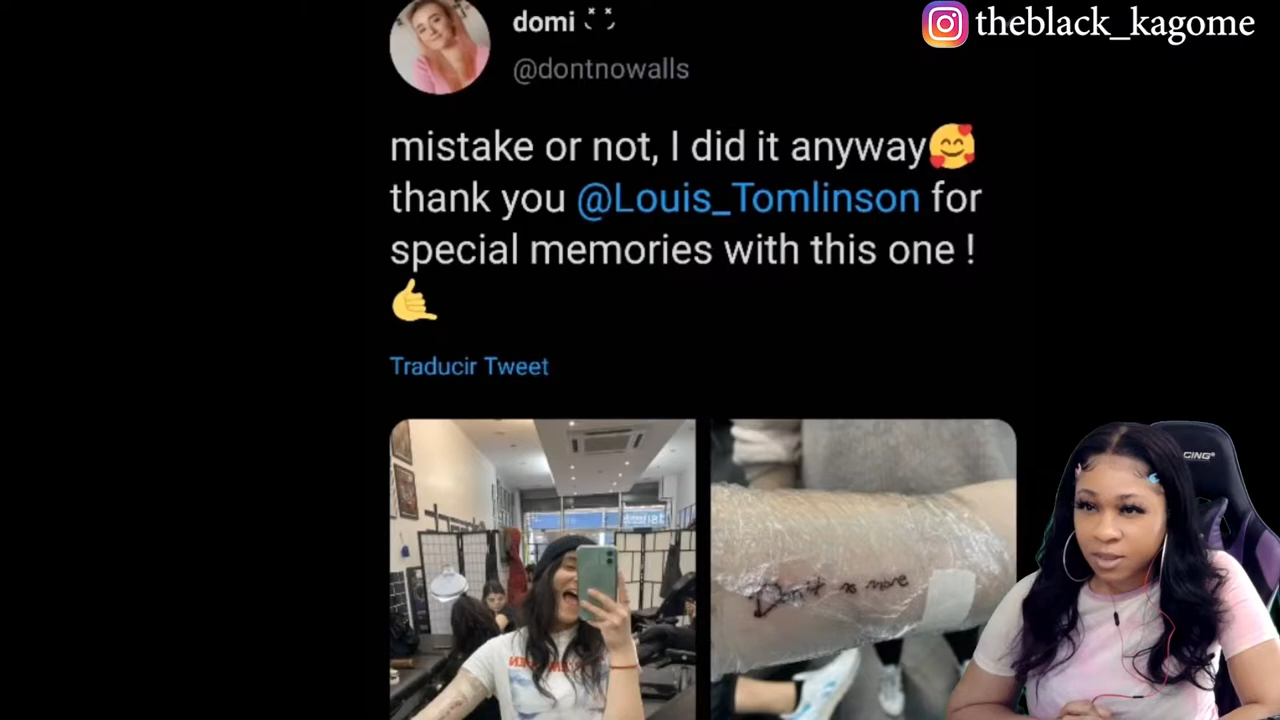 theblack_kagome
domi
@dontnowalls
mistake or not, I did it anyway🥰
thank you @Louis_Tomlinson for
special memories with this one !
🤙
Traducir Tweet
CING